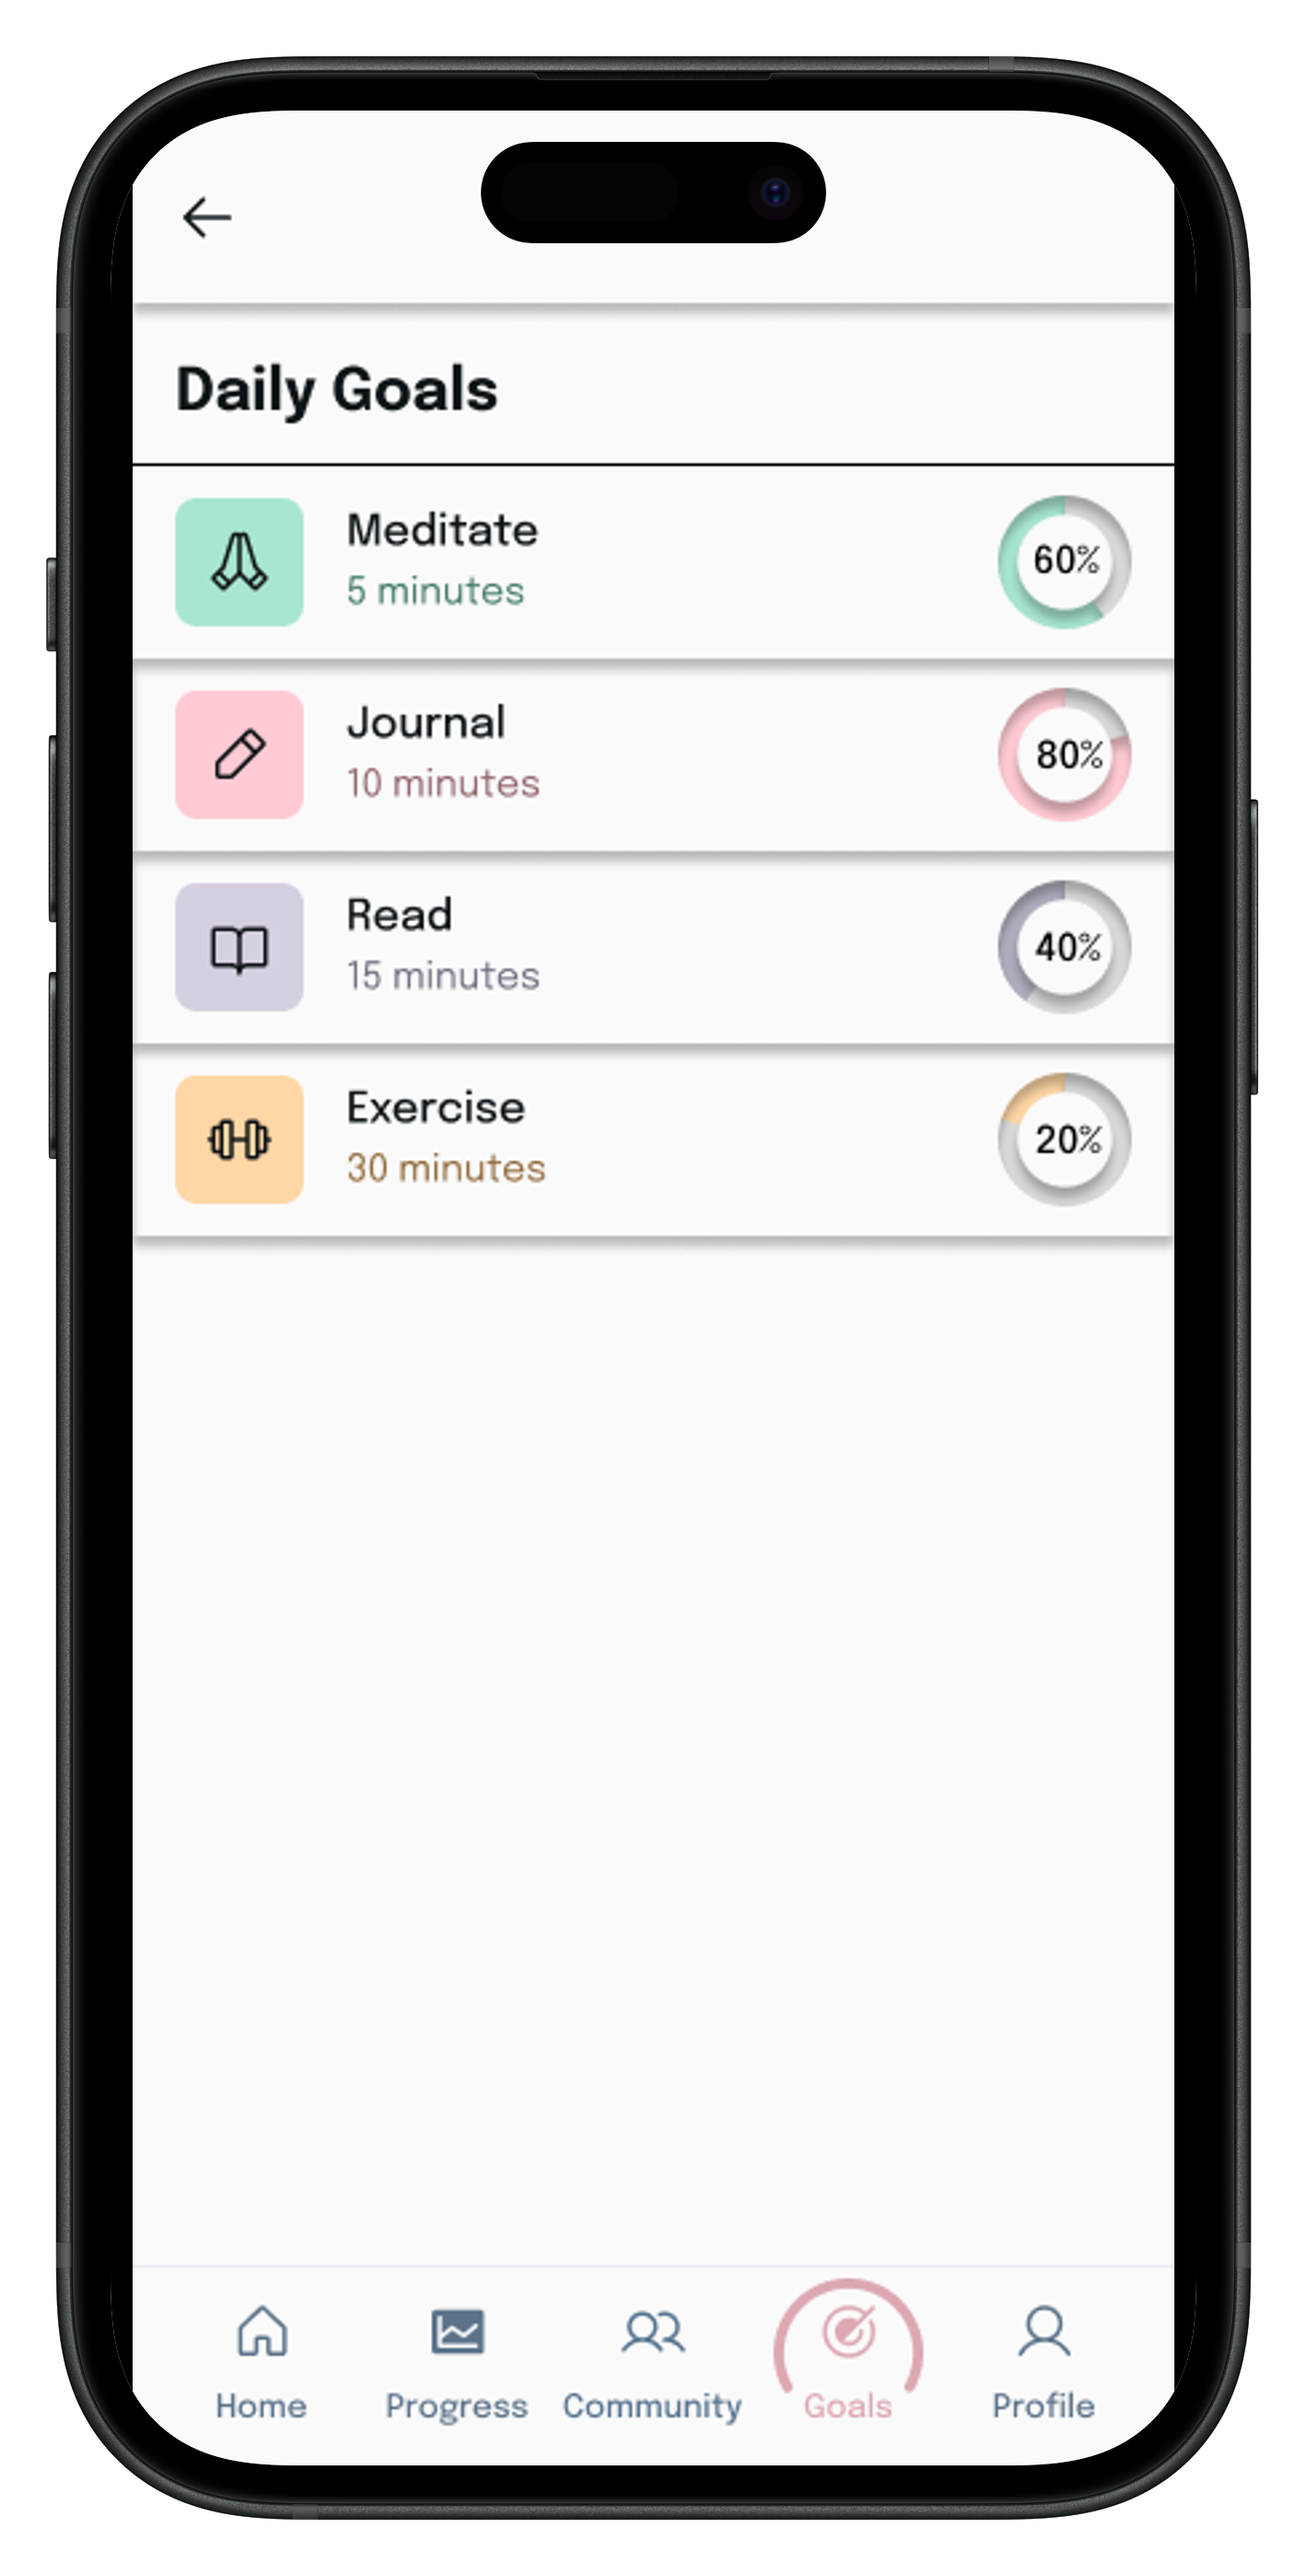 Daily Goals
Meditate
5 minutes
60%
Journal
10 minutes
80%
Read
15 minutes
40%
Exercise
30 minutes
20%
Home
Progress
Community
Goals
Profile